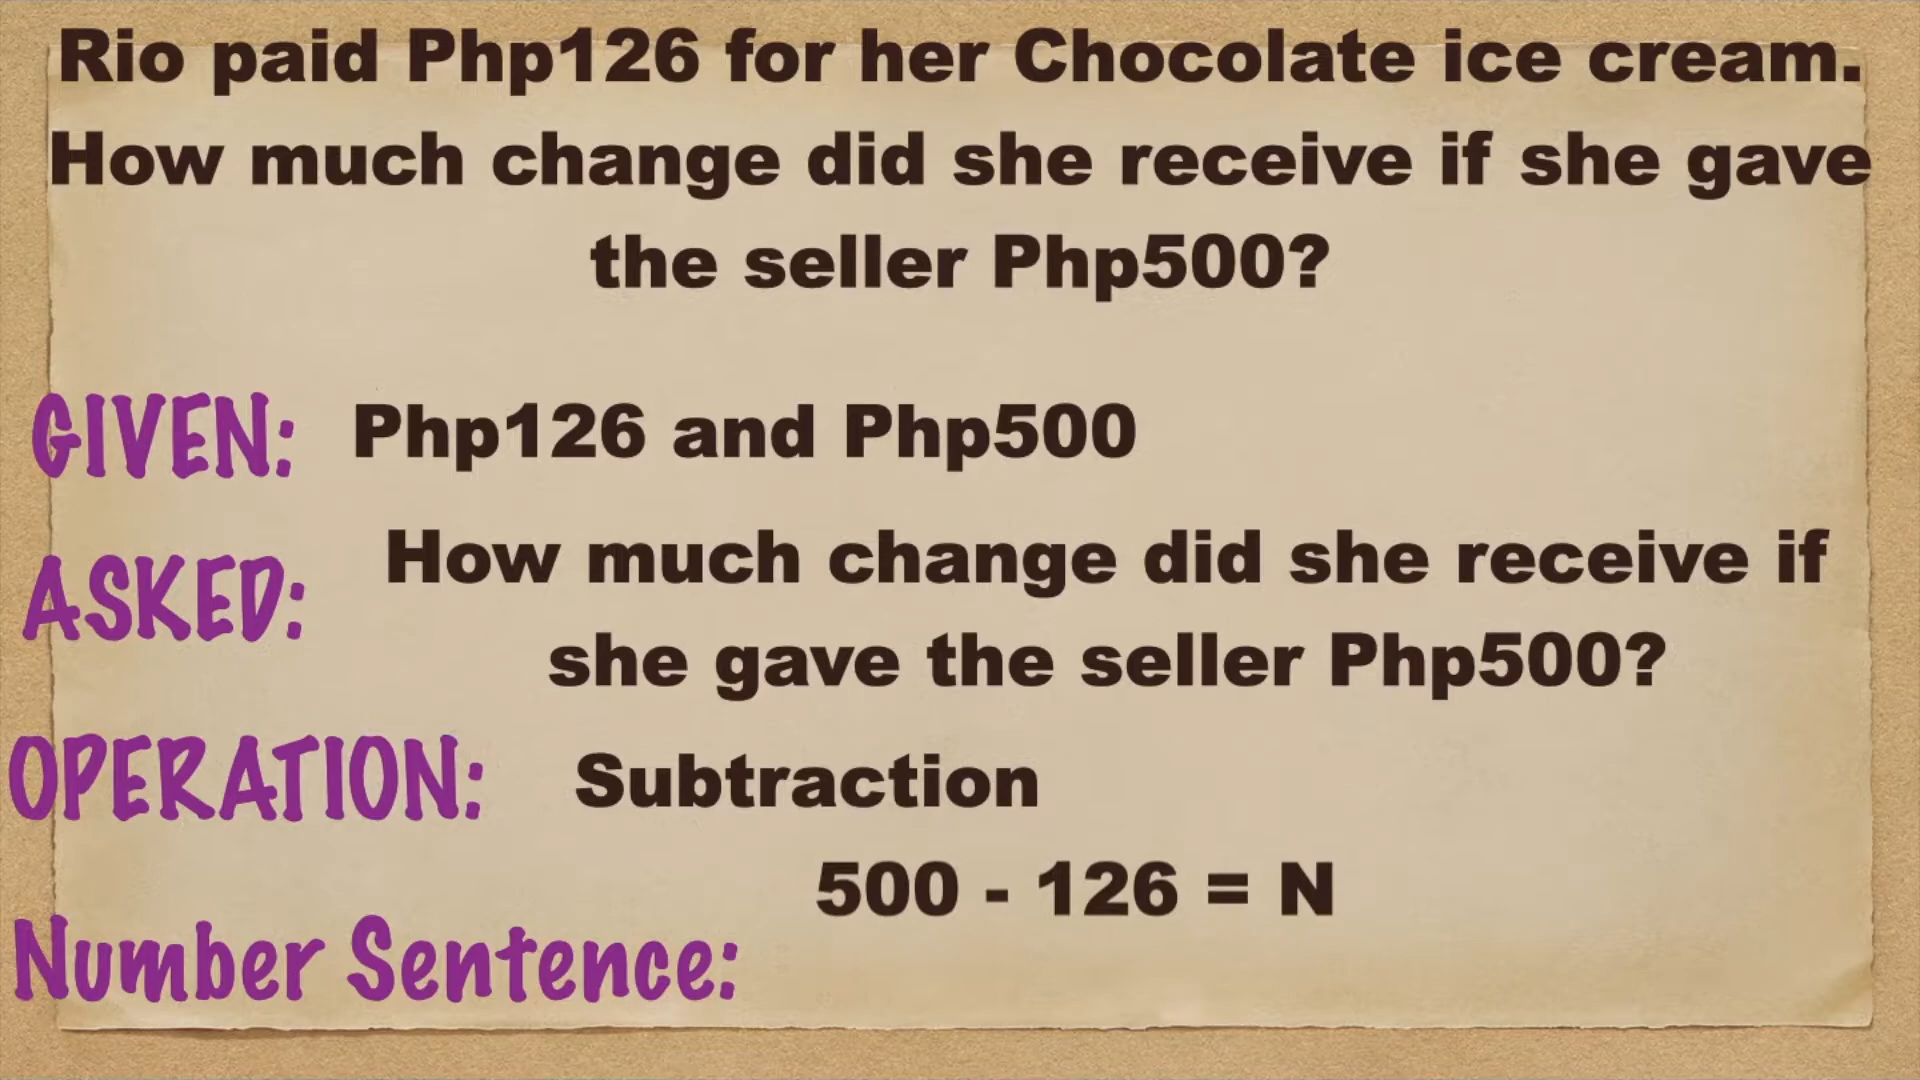 Rio paid Php126 for her Chocolate ice cream.
How much change did she receive if she gave
the seller Php500?
GIVEN: Php126 and Php500
ASKED: How much change did she receive if
she gave the seller Php500?
OPERATION: Subtraction
500 - 126 = N
Number Sentence: